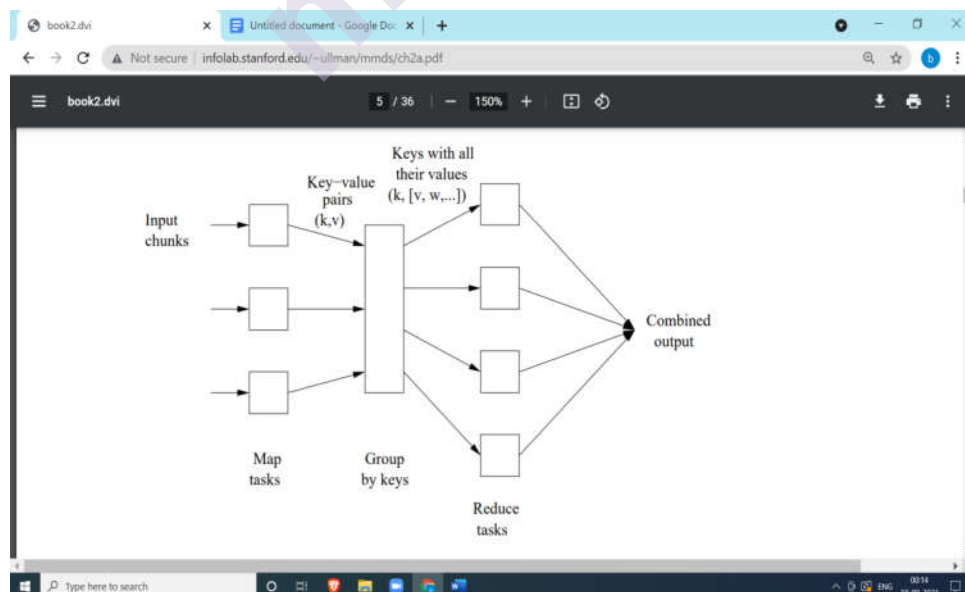 book2.dvi
Untitled document - Google Doc
Not secure
infolab.stanford.edu/~ullman/mmds/ch2a.pdf
b
book2.dvi
5 / 36
150%
Keys with all
their values
(k, [v, w,...])
Key−value
pairs
(k,v)
Input
chunks
Combined
output
Map
tasks
Group
by keys
Reduce
tasks
Type here to search
ENG
00:14